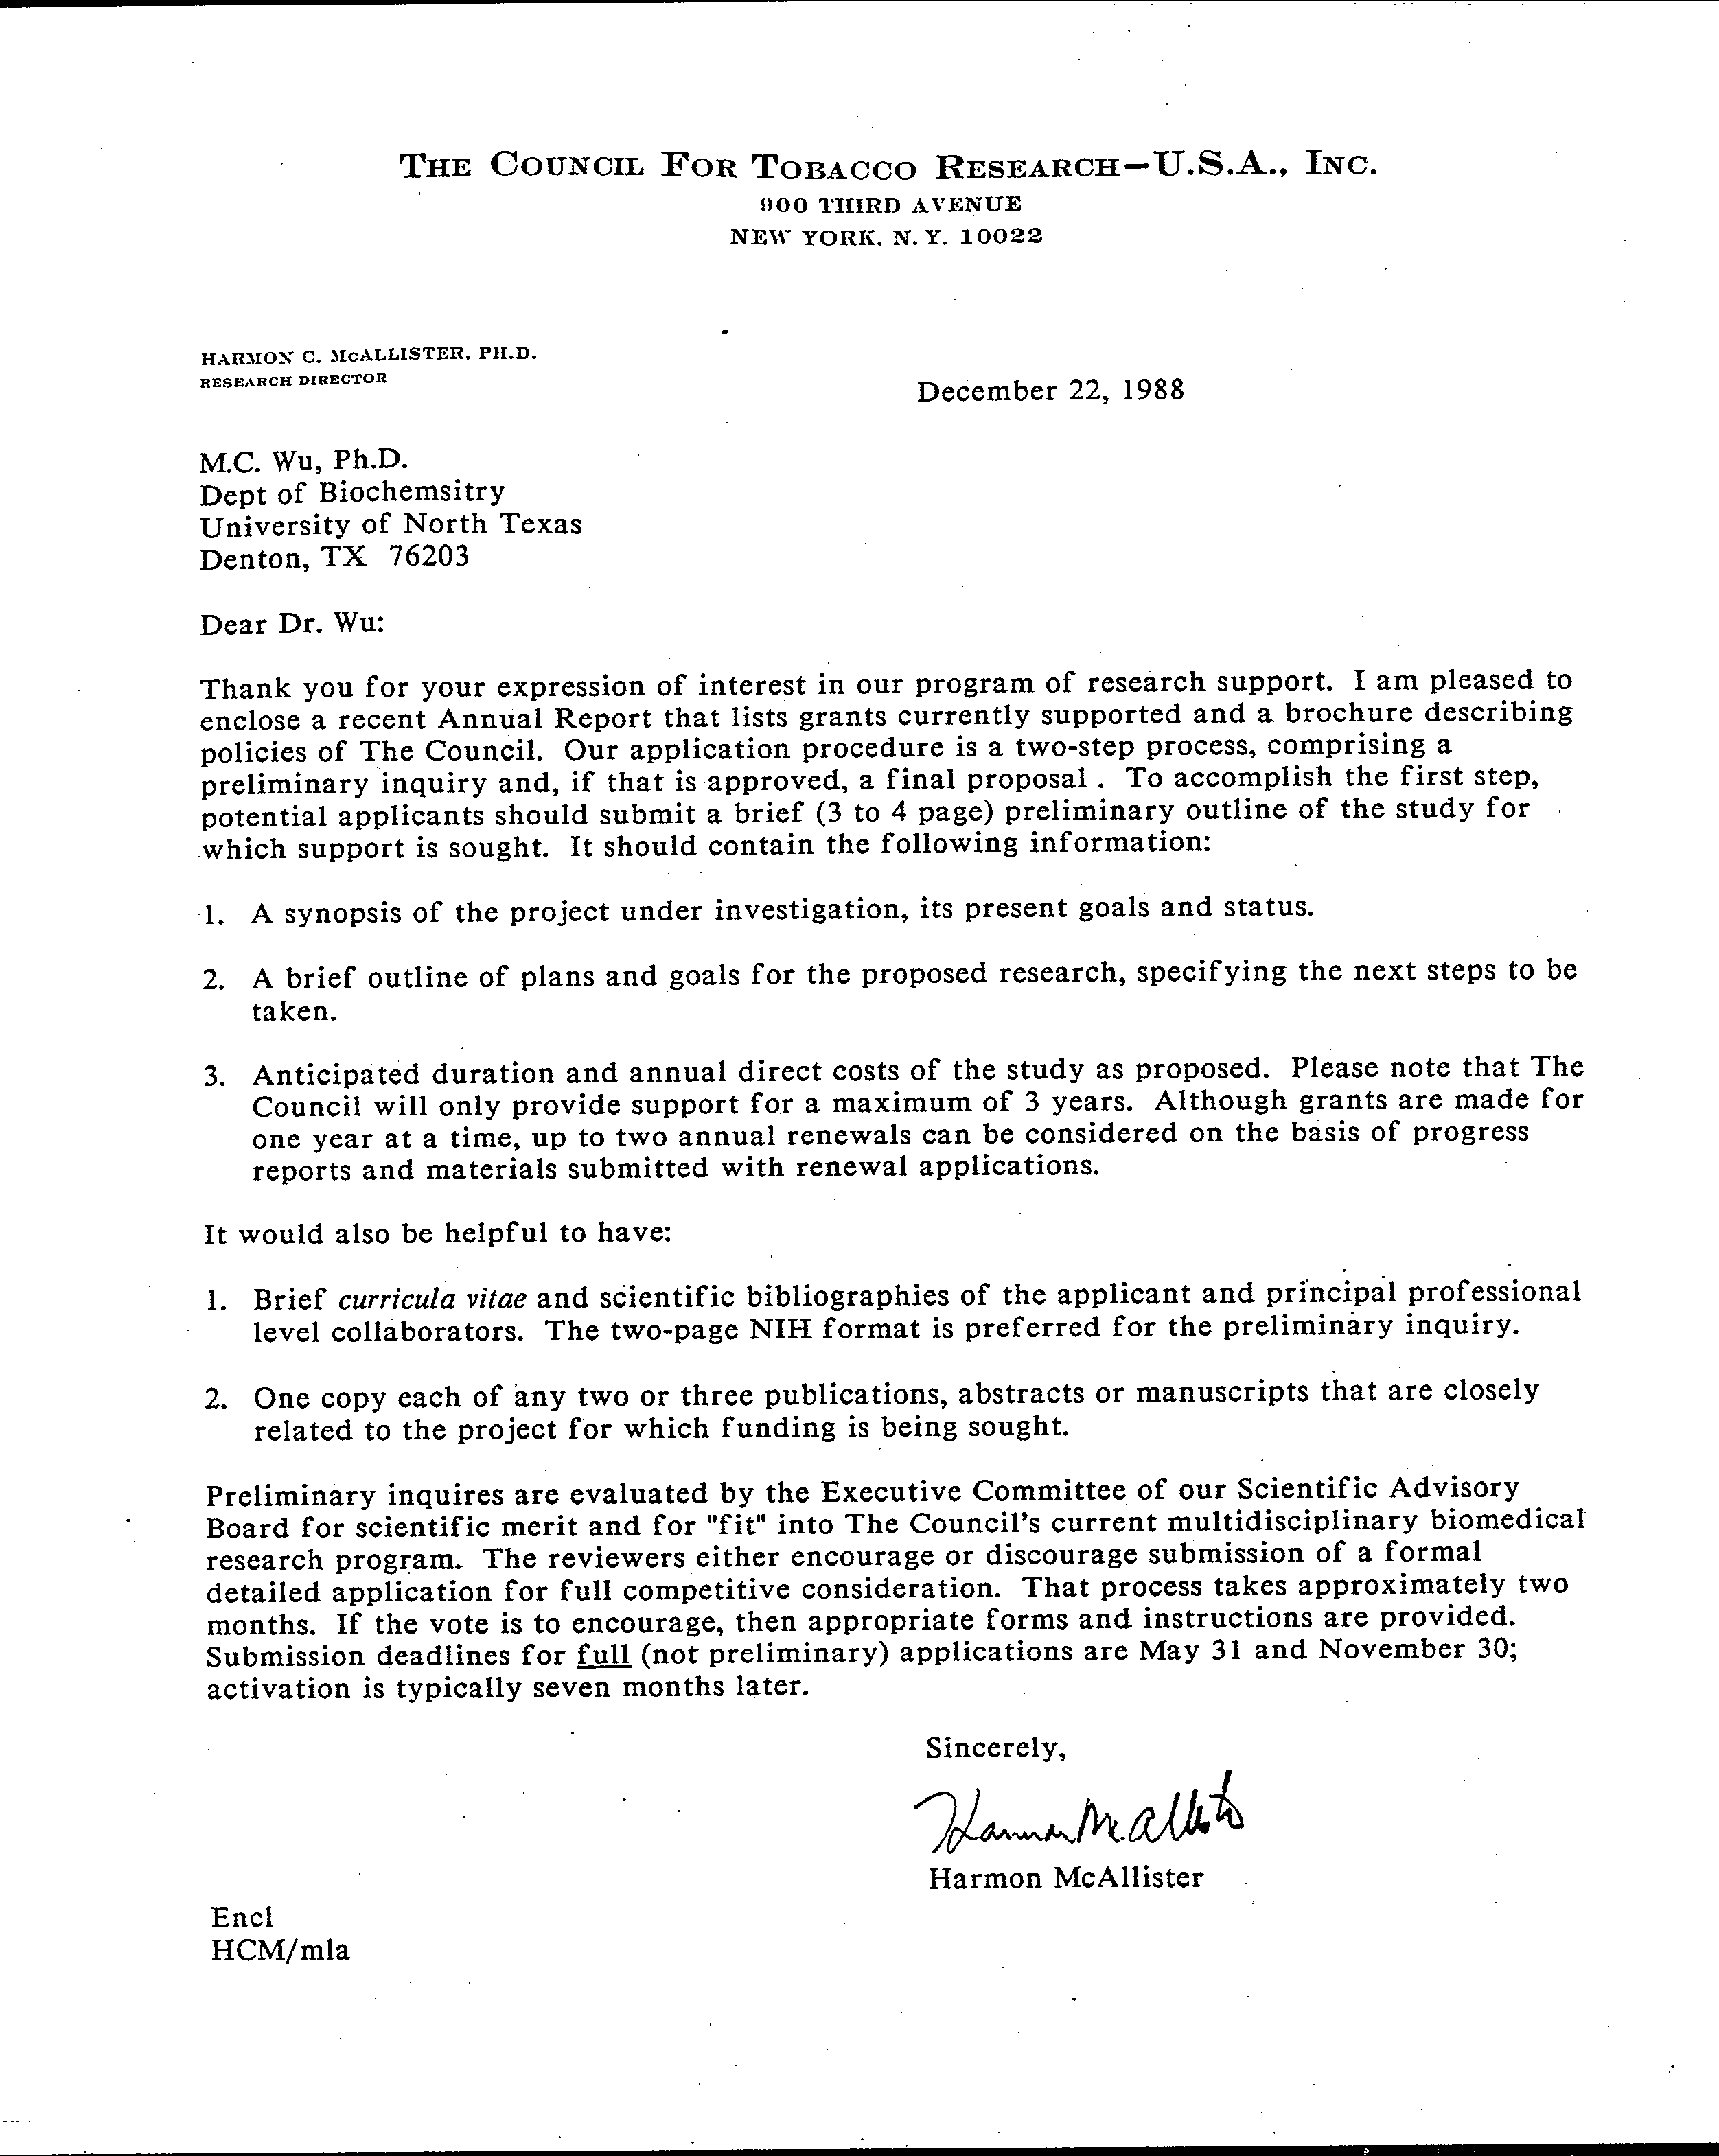 THE COUNCIL FOR TOBACCO RESEARCH–U.S.A., INC.
900 THIRD AVENUE
NEW YORK, N. Y. 10022
HARMON C. McALLISTER, PH.D.
RESEARCH DIRECTOR
December 22, 1988
M.C. Wu, Ph.D.
Dept of Biochemsitry
University of North Texas
Denton, TX 76203
Dear Dr. Wu:
Thank you for your expression of interest in our program of research support. I am pleased to
enclose a recent Annual Report that lists grants currently supported and a brochure describing
policies of The Council. Our application procedure is a two-step process, comprising a
preliminary inquiry and, if that is approved, a final proposal . To accomplish the first step,
potential applicants should submit a brief (3 to 4 page) preliminary outline of the study for
which support is sought. It should contain the following information:
1. A synopsis of the project under investigation, its present goals and status.
2. A brief outline of plans and goals for the proposed research, specifying the next steps to be
taken.
3. Anticipated duration and annual direct costs of the study as proposed. Please note that The
Council will only provide support for a maximum of 3 years. Although grants are made for
one year at a time, up to two annual renewals can be considered on the basis of progress
reports and materials submitted with renewal applications.
It would also be helpful to have:
1. Brief curricula vitae and scientific bibliographies of the applicant and principal professional
level collaborators. The two-page NIH format is preferred for the preliminary inquiry.
2. One copy each of any two or three publications, abstracts or manuscripts that are closely
related to the project for which funding is being sought.
Preliminary inquires are evaluated by the Executive Committee of our Scientific Advisory
Board for scientific merit and for "fit" into The Council's current multidisciplinary biomedical
research program. The reviewers either encourage or discourage submission of a formal
detailed application for full competitive consideration. That process takes approximately two
months. If the vote is to encourage, then appropriate forms and instructions are provided.
Submission deadlines for full (not preliminary) applications are May 31 and November 30;
activation is typically seven months later.
Sincerely,
Harmon McAllister
Harmon McAllister
Encl
HCM/mla